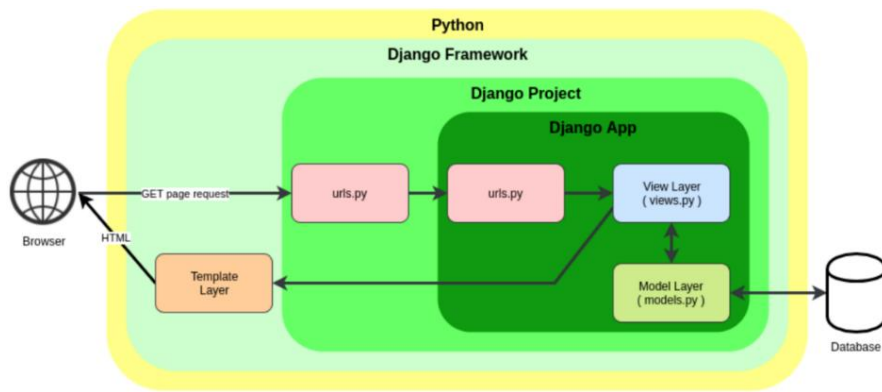 Python
Django Framework
Django Project
Django App
GET page request
urls.py
urls.py
View Layer
( views.py )
Browser
HTML
Template
Layer
Model Layer
( models.py )
Database